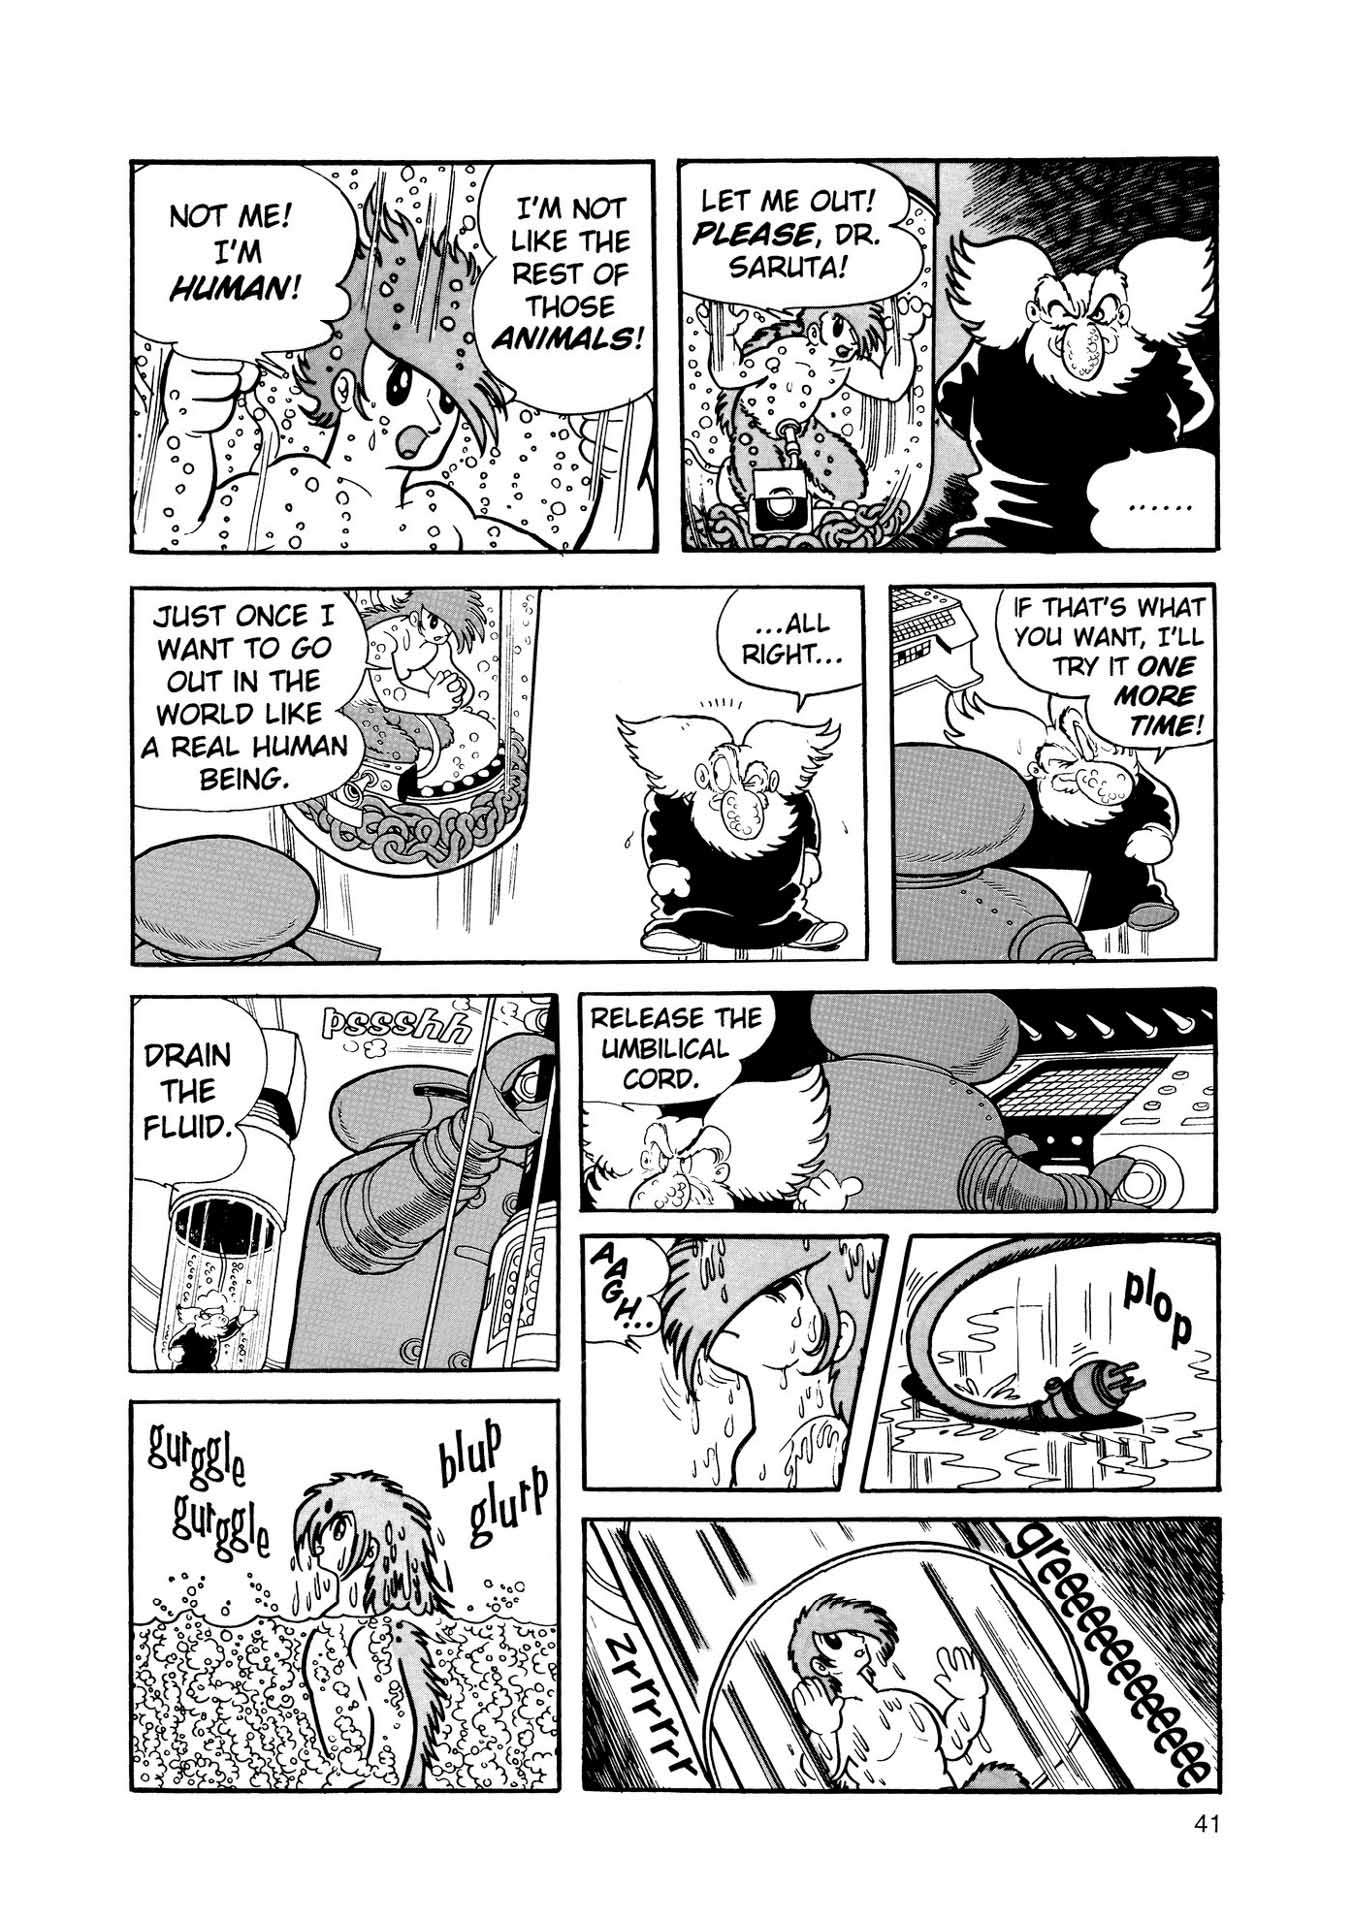 NOT ME!
I'M
HUMAN!
I'M NOT
LIKE THE
REST OF
THOSE
ANIMALS!
LET ME OUT!
PLEASE, DR.
SARUTA!
......
JUST ONCE I
WANT TO GO
OUT IN THE
WORLD LIKE
A REAL HUMAN
BEING.
...ALL
RIGHT...
IF THAT'S WHAT
YOU WANT, I'LL
TRY IT ONE
MORE
TIME!
DRAIN
THE
FLUID.
pssshh
RELEASE THE
UMBILICAL
CORD.
AAGH...
plop
gurggle
gurggle
blup
glurp
zrrrrrr
greeeeeeeeeeeee
41